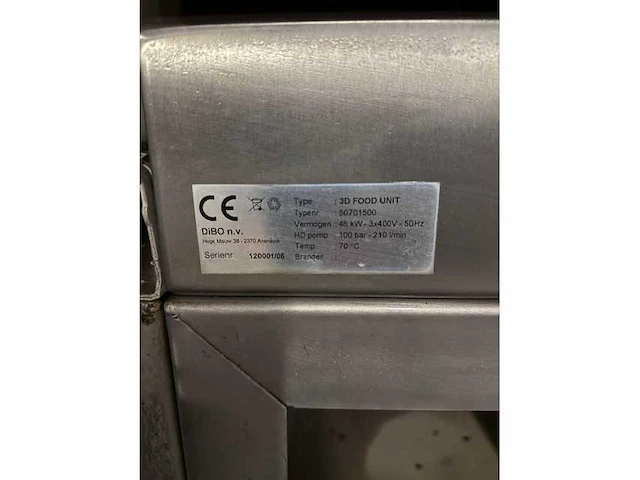 CE
DiBO n.v.
Hoge Mauw 38 - 2370 Arendonk
Serienr. 120001/06
Type : 3D FOOD UNIT
Typenr : 50701500
Vermogen : 46 kW - 3x400V - 50Hz
HD pomp : 100 bar - 210 l/min
Temp. : 70 °C
Brander :